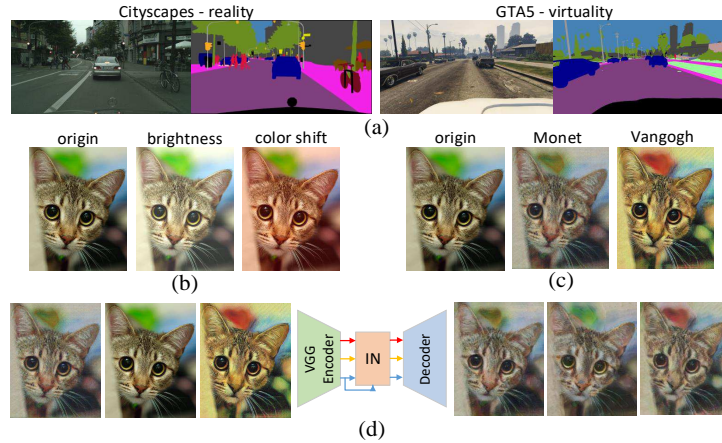 Cityscapes - reality
GTA5 - virtuality
(a)
origin
brightness
color shift
origin
Monet
Vangogh
(b)
(c)
VGG
Encoder
IN
Decoder
(d)